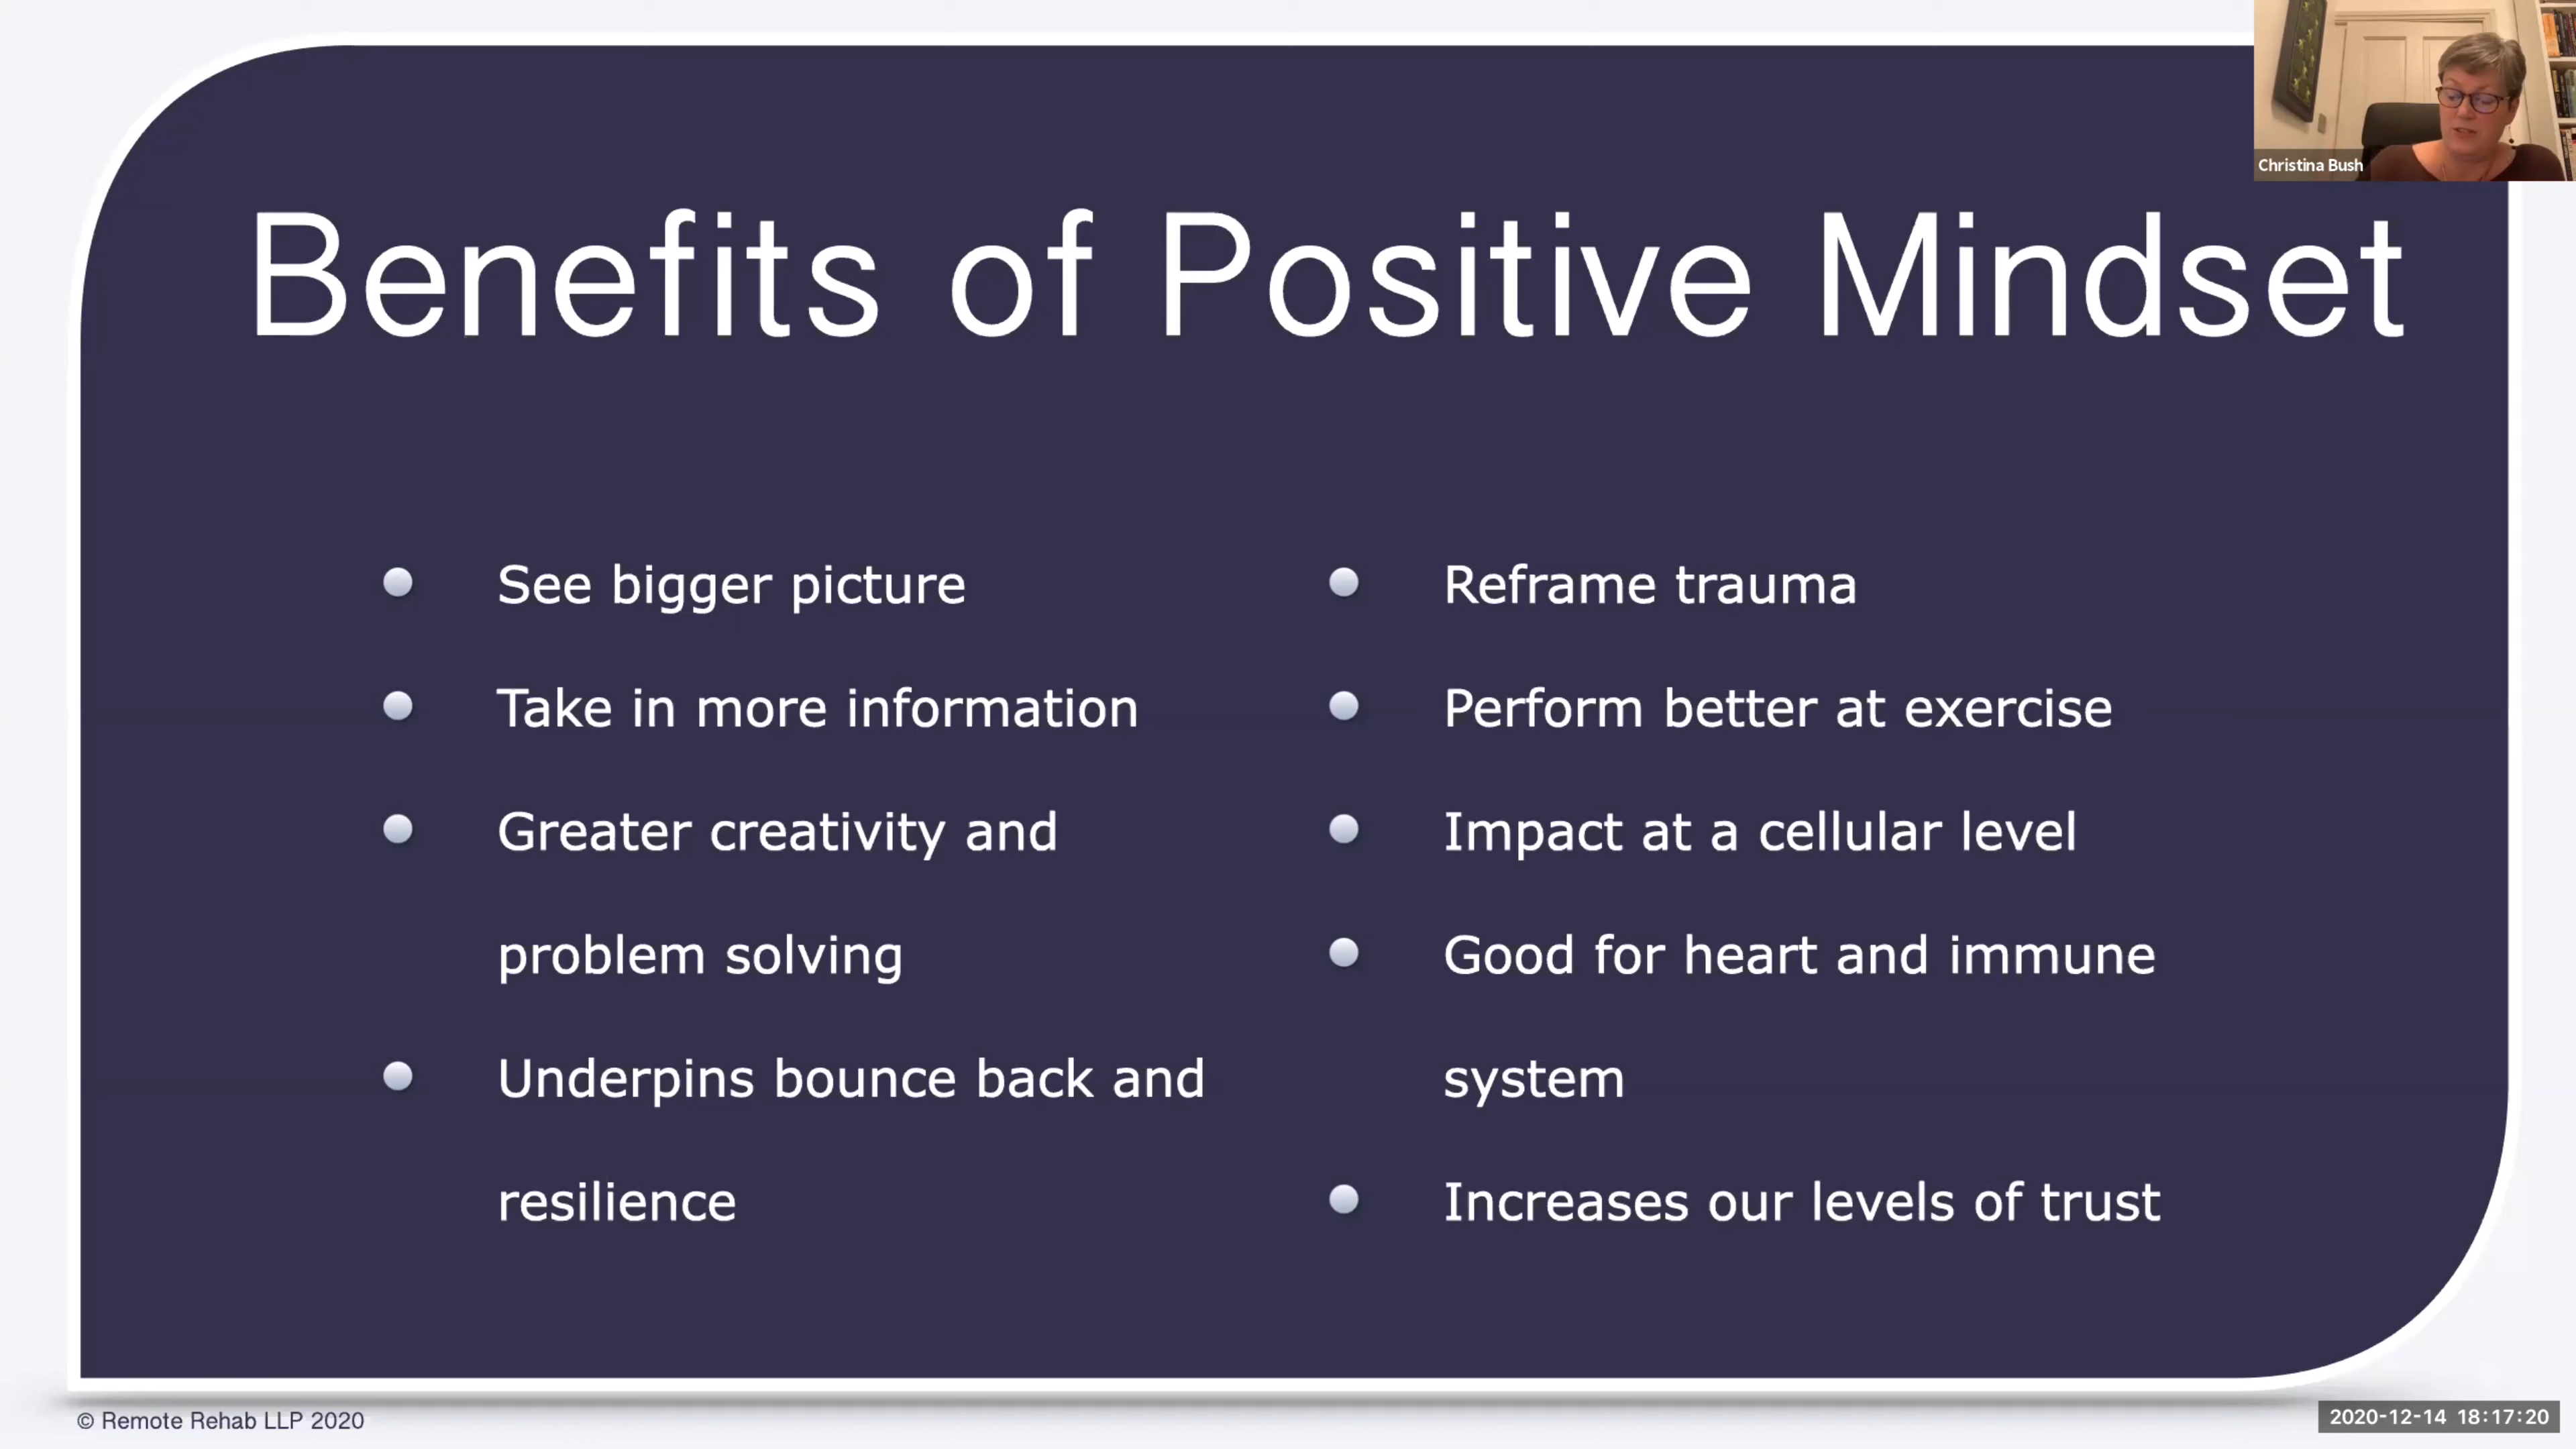 Christina Bush
Benefits of Positive Mindset
See bigger picture
Take in more information
Greater creativity and
problem solving
Underpins bounce back and
resilience
Reframe trauma
Perform better at exercise
Impact at a cellular level
Good for heart and immune
system
Increases our levels of trust
© Remote Rehab LLP 2020
2020-12-14 18:17:20